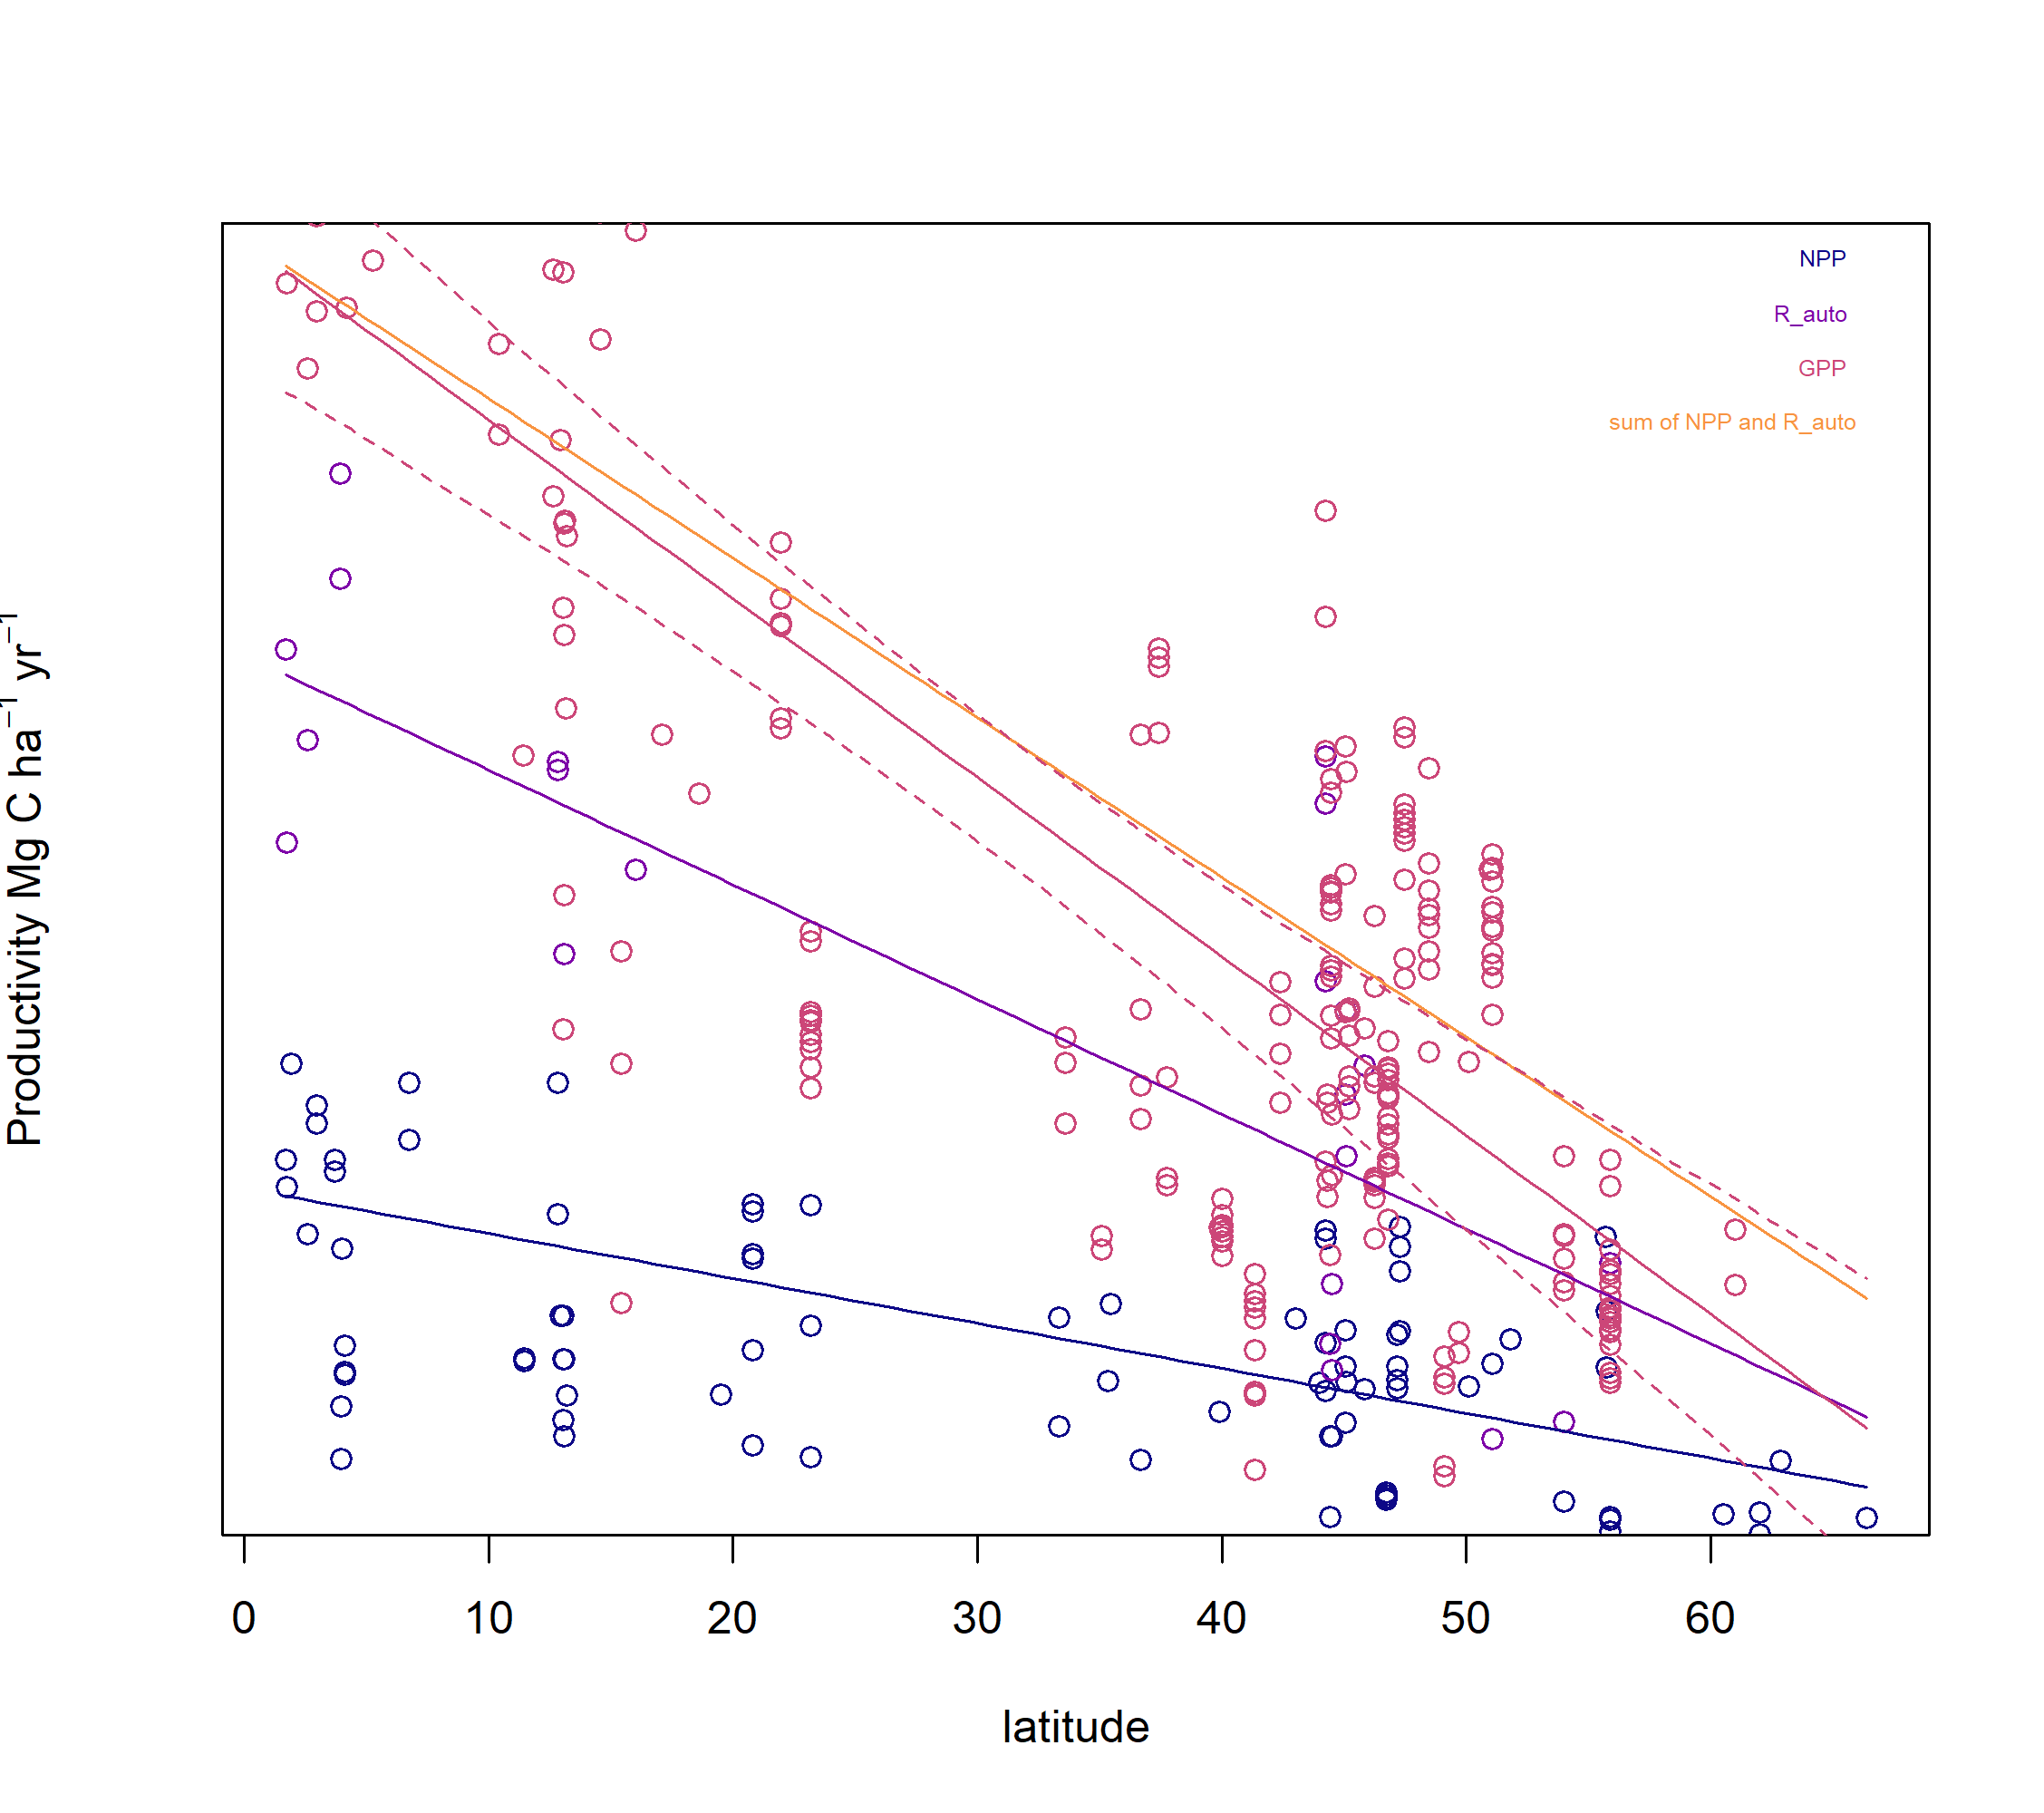 NPP
R_auto
GPP
sum of NPP and R_auto
Productivity Mg C ha⁻¹ yr⁻¹
0 10 20 30 40 50 60
latitude